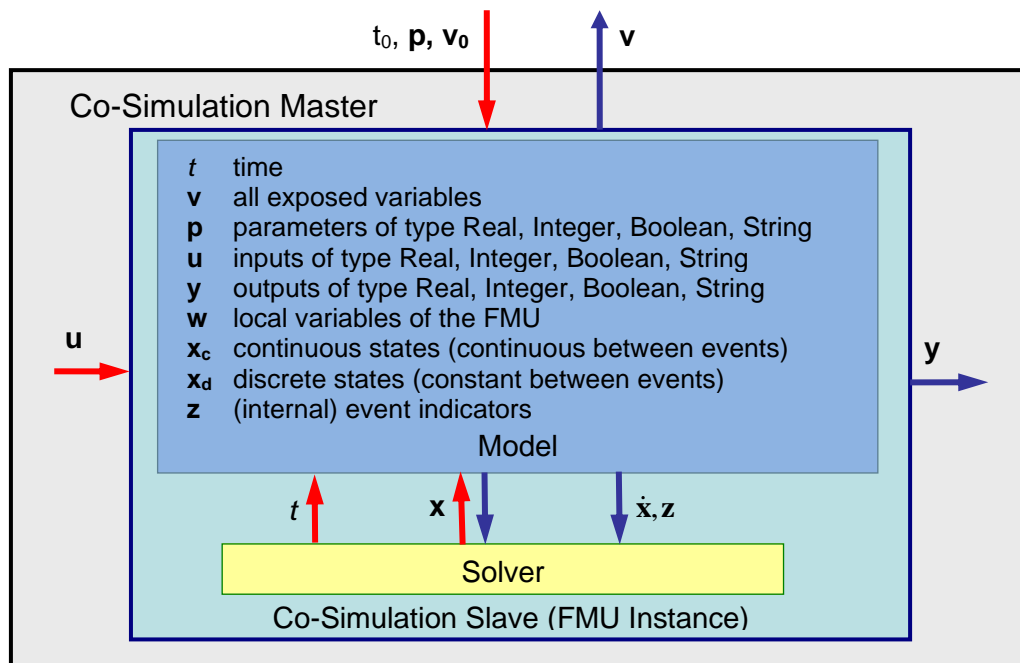 t₀, p, v₀
v
Co-Simulation Master
t time
v all exposed variables
p parameters of type Real, Integer, Boolean, String
u inputs of type Real, Integer, Boolean, String
y outputs of type Real, Integer, Boolean, String
w local variables of the FMU
x_c continuous states (continuous between events)
x_d discrete states (constant between events)
z (internal) event indicators
u
y
Model
t
x
ẋ, z
Solver
Co-Simulation Slave (FMU Instance)